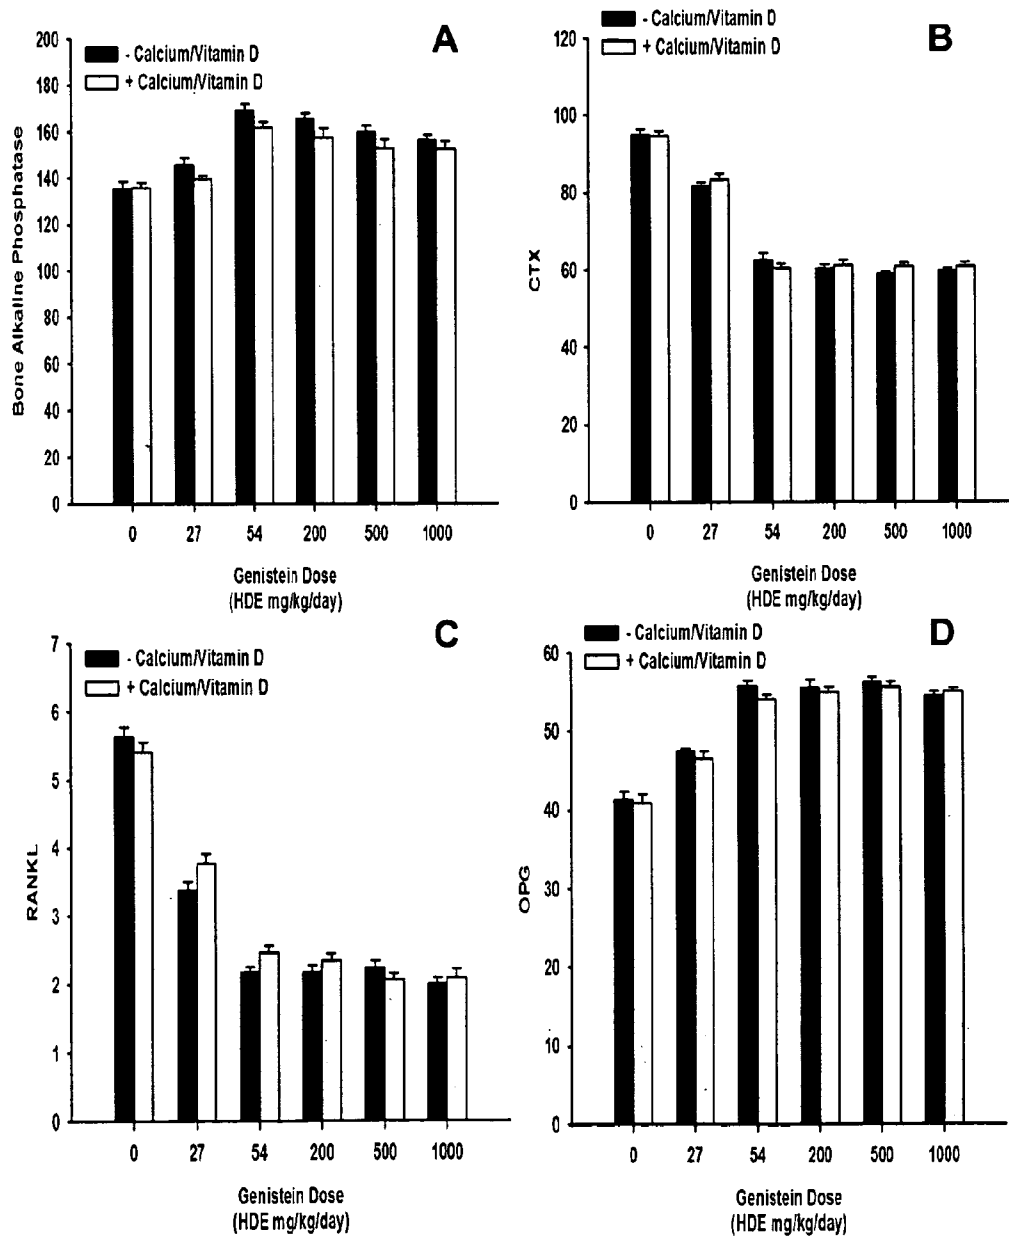 A
- Calcium/Vitamin D
+ Calcium/Vitamin D
Bone Alkaline Phosphatase
200
180
160
140
120
100
80
60
40
20
0
0 27 54 200 500 1000
Genistein Dose
(HDE mg/kg/day)
B
- Calcium/Vitamin D
+ Calcium/Vitamin D
CTX
120
100
80
60
40
20
0
0 27 54 200 500 1000
Genistein Dose
(HDE mg/kg/day)
C
- Calcium/Vitamin D
+ Calcium/Vitamin D
RANKL
7
6
5
4
3
2
1
0
0 27 54 200 500 1000
Genistein Dose
(HDE mg/kg/day)
D
- Calcium/Vitamin D
+ Calcium/Vitamin D
OPG
60
50
40
30
20
10
0
0 27 54 200 500 1000
Genistein Dose
(HDE mg/kg/day)